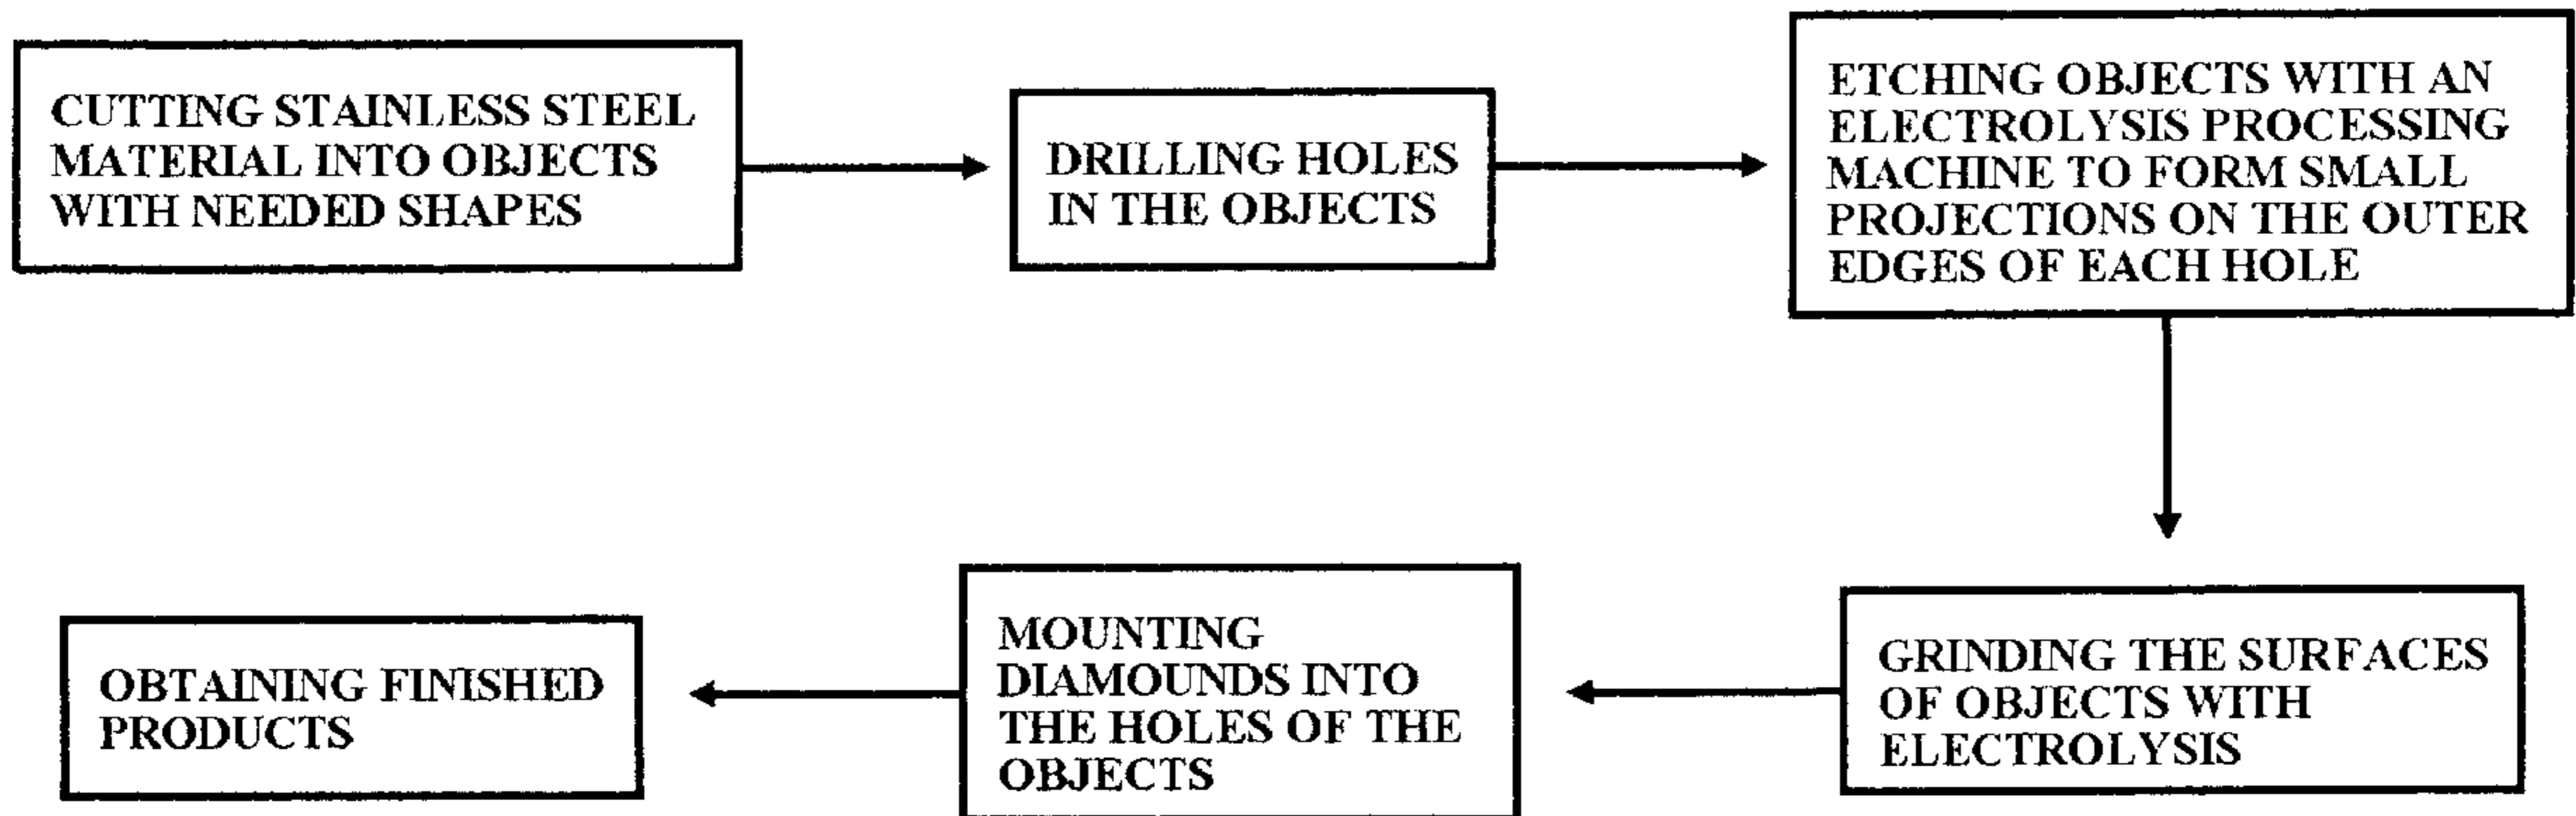 CUTTING STAINLESS STEEL
MATERIAL INTO OBJECTS
WITH NEEDED SHAPES
DRILLING HOLES
IN THE OBJECTS
ETCHING OBJECTS WITH AN
ELECTROLYSIS PROCESSING
MACHINE TO FORM SMALL
PROJECTIONS ON THE OUTER
EDGES OF EACH HOLE
GRINDING THE SURFACES
OF OBJECTS WITH
ELECTROLYSIS
MOUNTING
DIAMOUNDS INTO
THE HOLES OF THE
OBJECTS
OBTAINING FINISHED
PRODUCTS